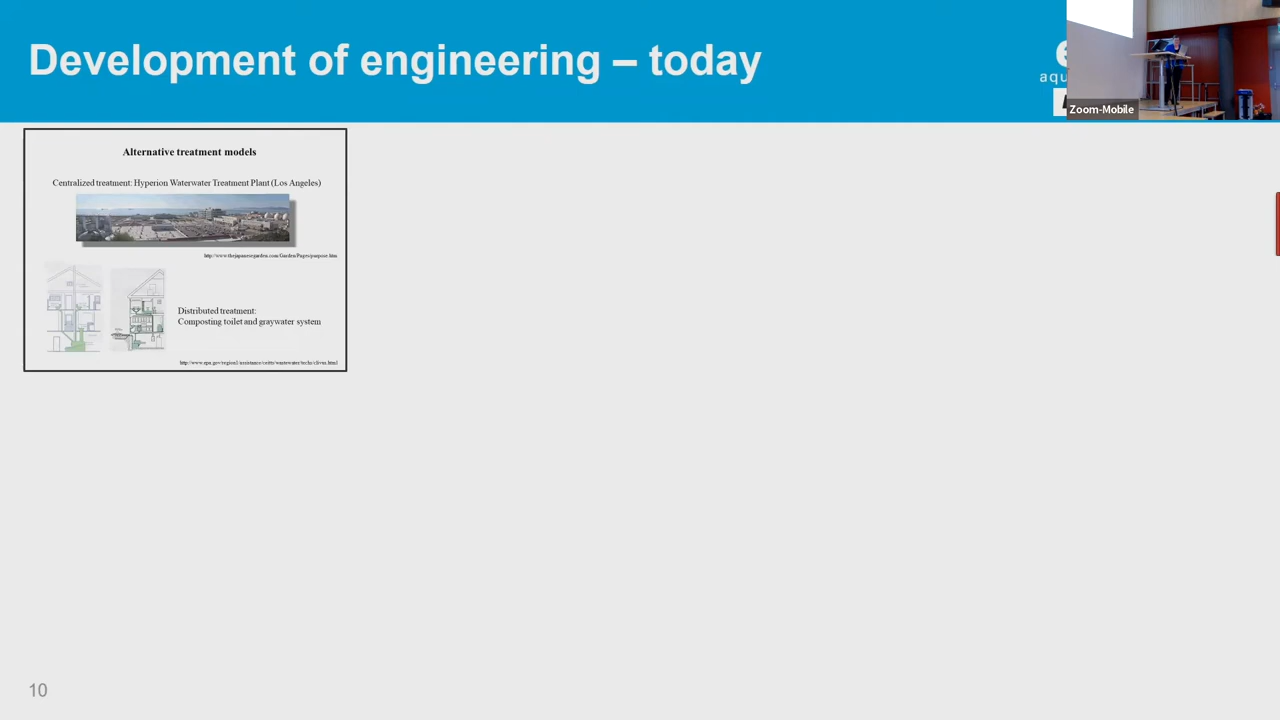 Development of engineering – today
e
aqu
Zoom-Mobile
Alternative treatment models
Centralized treatment: Hyperion Waterwater Treatment Plant (Los Angeles)
http://www.thejapanesegarden.com/Garden/Pages/purpose.htm
Distributed treatment:
Composting toilet and graywater system
http://www.epa.gov/region1/assistance/ceitts/wastewater/techs/clivus.html
10